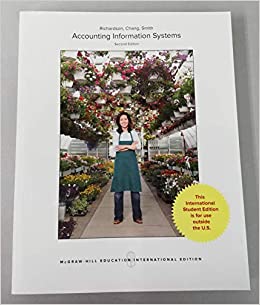 Richardson, Chang, Smith
Accounting Information Systems
Second Edition
This
International
Student Edition
is for use
outside
the U.S.
McGRAW-HILL EDUCATION INTERNATIONAL EDITION